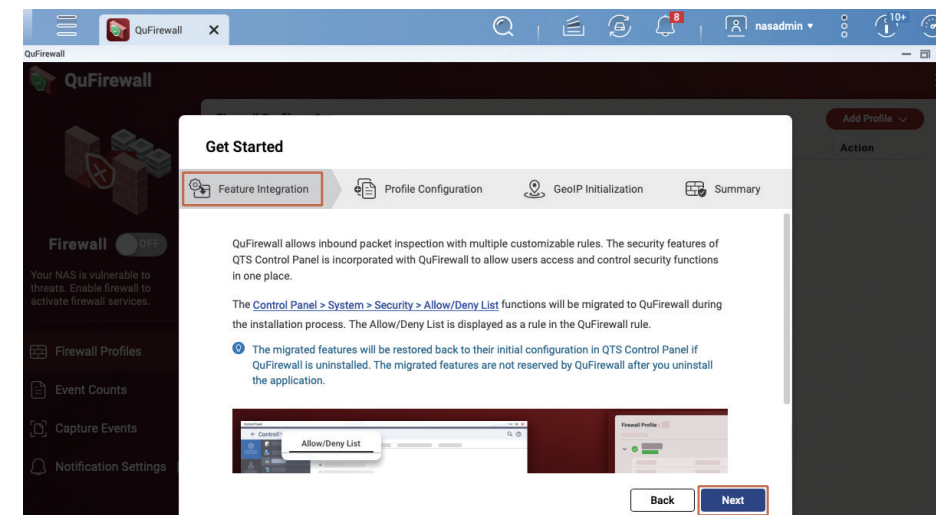 QuFirewall
8
nasadmin
10+
QuFirewall
QuFirewall
Add Profile
Action
Get Started
Feature Integration
Profile Configuration
GeoIP Initialization
Summary
Firewall OFF
Your NAS is vulnerable to
threats. Enable firewall to
activate firewall services.
Firewall Profiles
Event Counts
Capture Events
Notification Settings
QuFirewall allows inbound packet inspection with multiple customizable rules. The security features of
QTS Control Panel is incorporated with QuFirewall to allow users access and control security functions
in one place.
The Control Panel > System > Security > Allow/Deny List functions will be migrated to QuFirewall during
the installation process. The Allow/Deny List is displayed as a rule in the QuFirewall rule.
The migrated features will be restored back to their initial configuration in QTS Control Panel if
QuFirewall is uninstalled. The migrated features are not reserved by QuFirewall after you uninstall
the application.
Allow/Deny List
Firewall Profile :
Back
Next